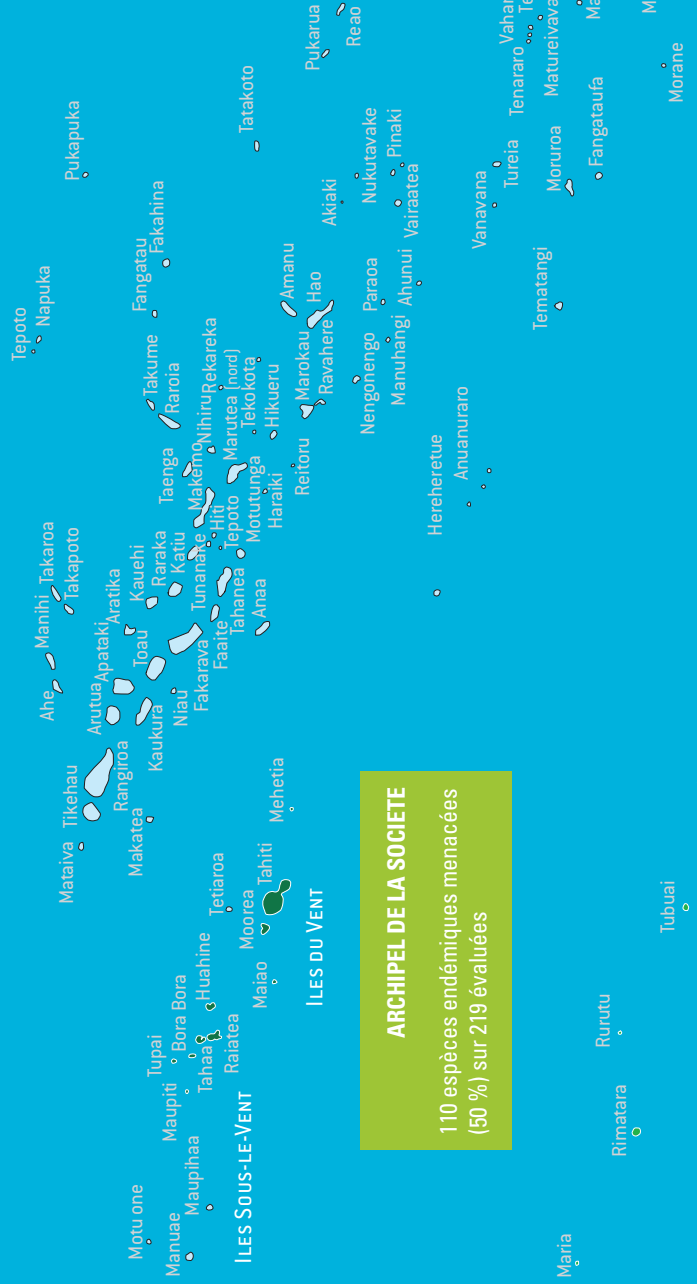 Tepoto
Napuka
Pukapuka
Tatakoto
Pukarua
Reao
Fangatau
Fakahina
Akiaki
Nukutavake
Pinaki
Vairaatea
Vahar
Te
Tenararo
Matureivava
Ma
M
Morane
Tureia
Vanavana
Moruroa
Fangataufa
Tematangi
Amanu
Hao
Paraoa
Ahunui
Manuhangi
Nengonengo
Takume
Raroia
Rekareka
Nihiru
Marutea (nord)
Tekokota
Hikueru
Marokau
Ravahere
Reitoru
Taenga
Makemo
Hiti
Tepoto
Motutunga
Haraiki
Tunanake
Tahanea
Anaa
Hereheretue
Anuanuraro
Manihi
Takaroa
Takapoto
Ahe
Apataki
Aratika
Kauehi
Raraka
Katiu
Arutua
Toau
Kaukura
Niau
Fakarava
Faaite
Mataiva
Tikehau
Rangiroa
Makatea
Mehetia
Tetiaroa
Moorea
Tahiti
Maiao
ILES DU VENT
Tupai
Bora Bora
Huahine
Maupiti
Tahaa
Raiatea
Motu one
Manuae
Maupihaa
ILES SOUS-LE-VENT
ARCHIPEL DE LA SOCIETE
110 espèces endémiques menacées
(50 %) sur 219 évaluées
Maria
Rimatara
Rurutu
Tubuai